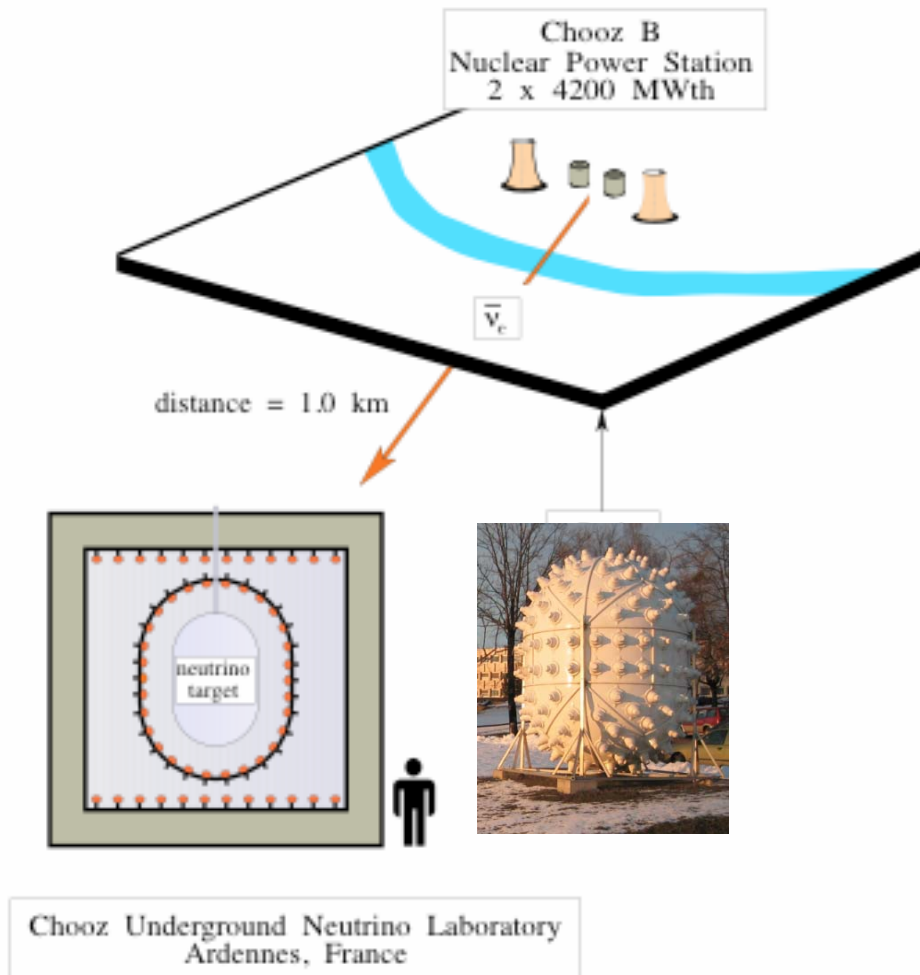 Chooz B
Nuclear Power Station
2 x 4200 MWth
ν̅e
distance = 1.0 km
neutrino
target
Chooz Underground Neutrino Laboratory
Ardennes, France